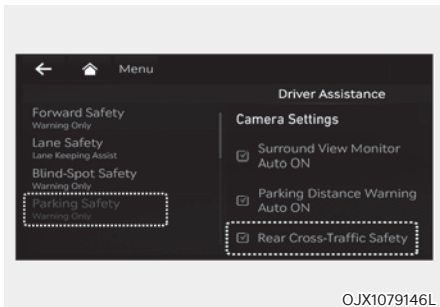 Menu
Driver Assistance
Forward Safety
Warning Only
Lane Safety
Lane Keeping Assist
Blind-Spot Safety
Warning Only
Parking Safety
Warning Only
Camera Settings
Surround View Monitor
Auto ON
Parking Distance Warning
Auto ON
Rear Cross-Traffic Safety
OJX1079146L